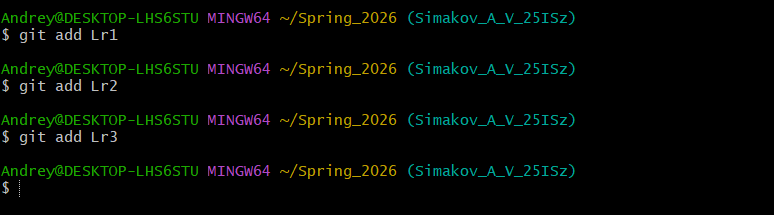 Andrey@DESKTOP-LHS6STU MINGW64 ~/Spring_2026 (Simakov_A_V_25ISz)
$ git add Lr1
Andrey@DESKTOP-LHS6STU MINGW64 ~/Spring_2026 (Simakov_A_V_25ISz)
$ git add Lr2
Andrey@DESKTOP-LHS6STU MINGW64 ~/Spring_2026 (Simakov_A_V_25ISz)
$ git add Lr3
Andrey@DESKTOP-LHS6STU MINGW64 ~/Spring_2026 (Simakov_A_V_25ISz)
$